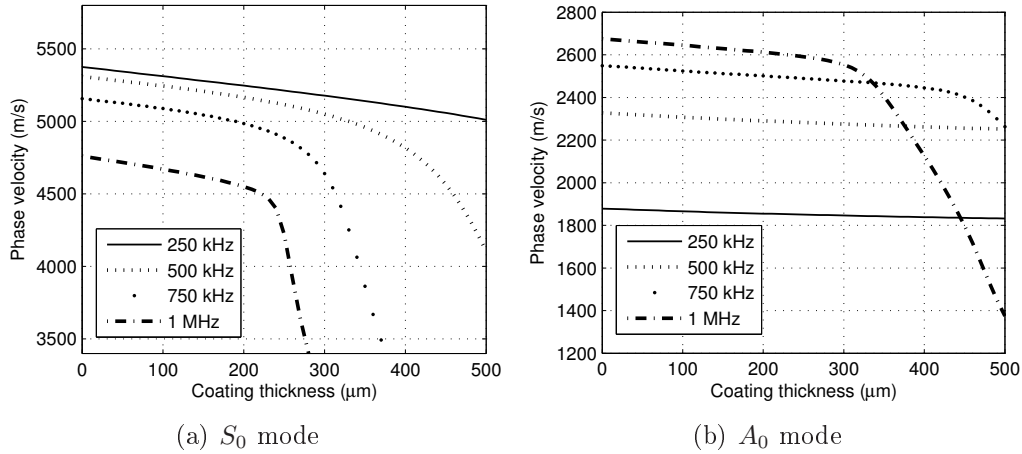 5500
5000
4500
4000
3500
0
100
200
300
400
500
Phase velocity (m/s)
Coating thickness (μm)
250 kHz
500 kHz
750 kHz
1 MHz
(a) S₀ mode
2800
2600
2400
2200
2000
1800
1600
1400
1200
0
100
200
300
400
500
Phase velocity (m/s)
Coating thickness (μm)
250 kHz
500 kHz
750 kHz
1 MHz
(b) A₀ mode